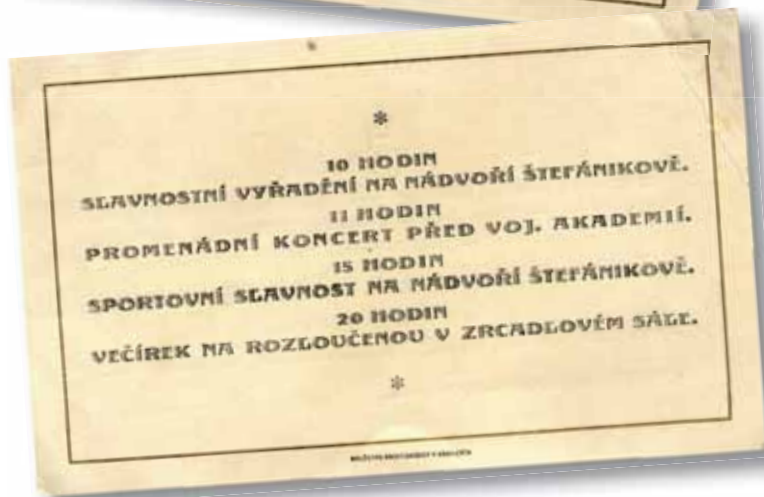 *
10 HODIN
SLAVNOSTNÍ VYŘADĚNÍ NA NÁDVOŘÍ ŠTEFÁNIKOVĚ.
11 HODIN
PROMENÁDNÍ KONCERT PŘED VOJ. AKADEMIÍ.
15 HODIN
SPORTOVNÍ SLAVNOST NA NÁDVOŘÍ ŠTEFÁNIKOVĚ.
20 HODIN
VEČÍREK NA ROZLOUČENOU V ZRCADLOVÉM SÁLE.
*